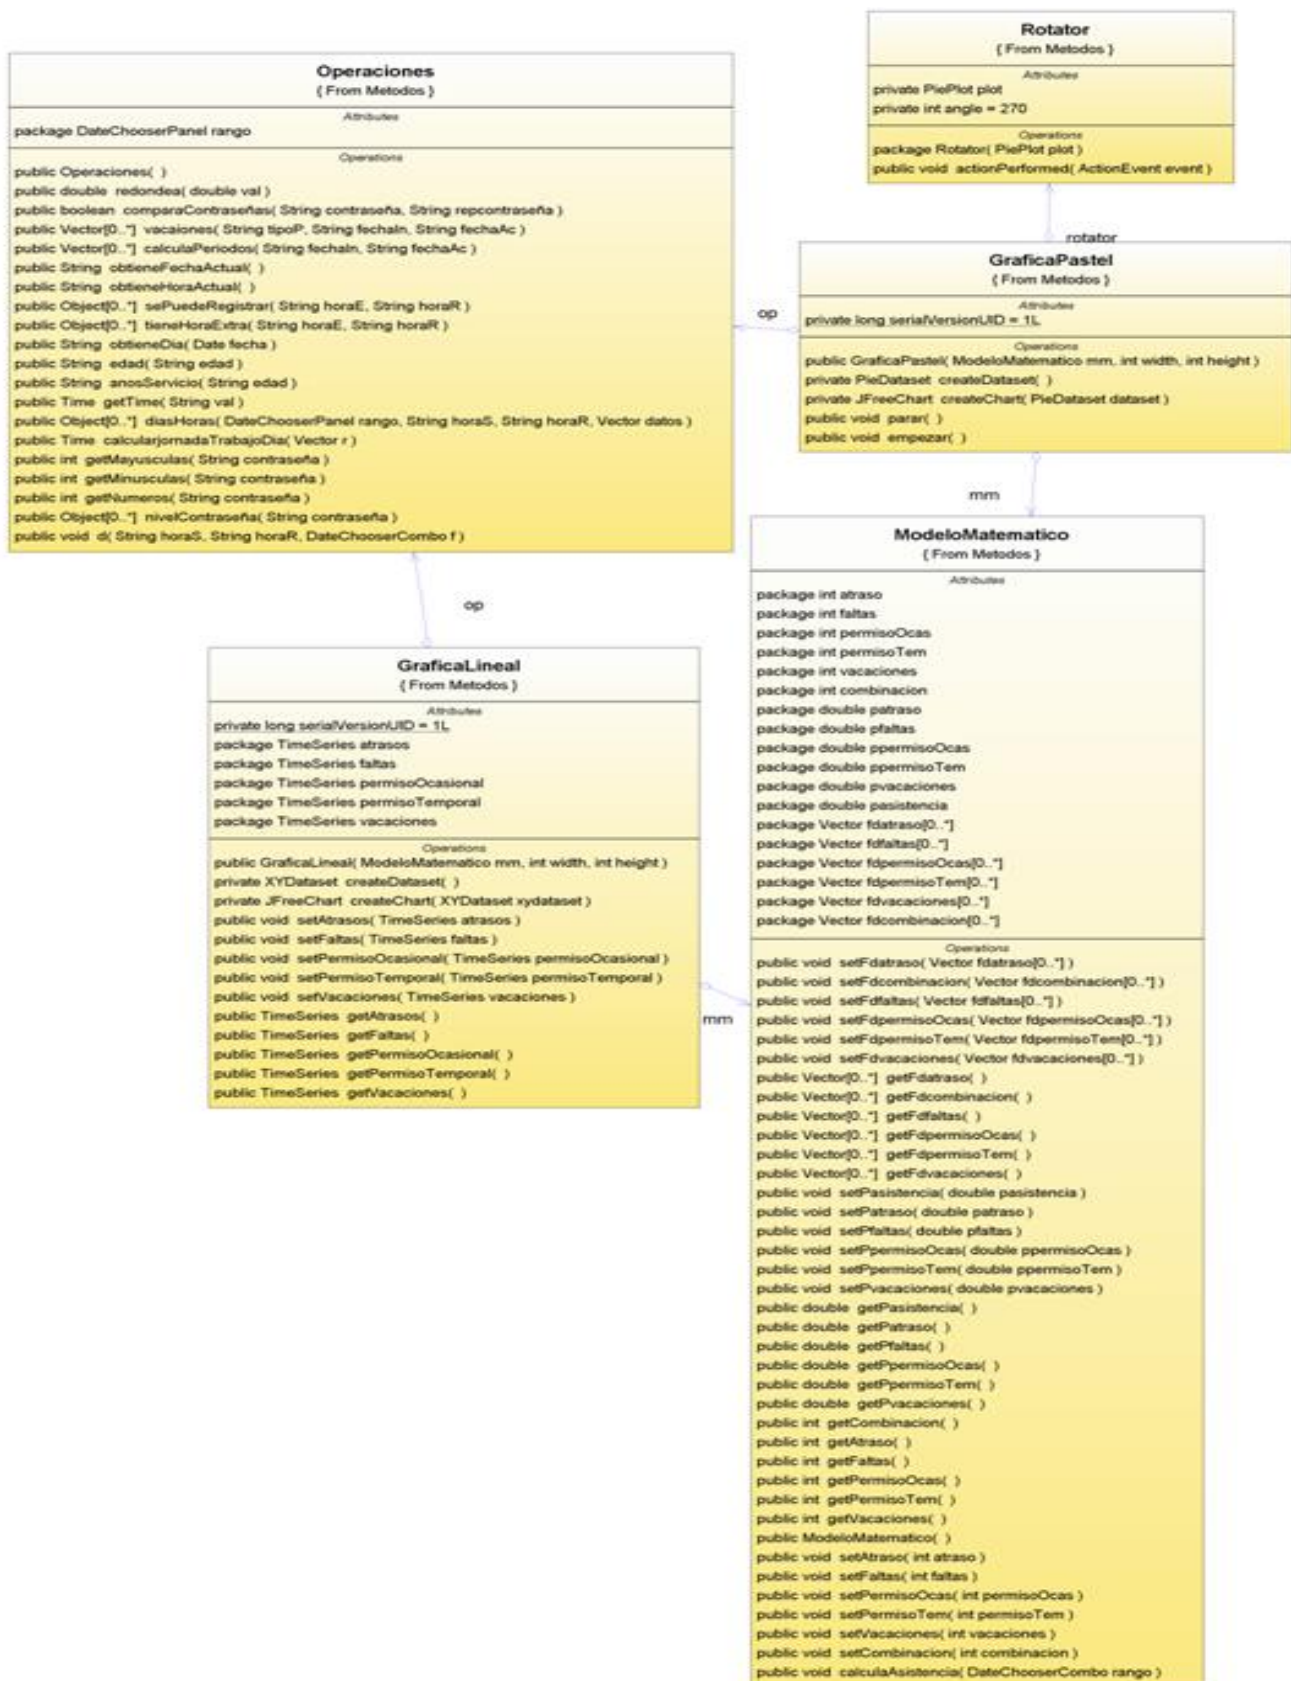 Operaciones
{ From Metodos }
Attributes
package DateChooserPanel rango
Operations
public Operaciones( )
public double redondea( double val )
public boolean comparaContraseñas( String contraseña, String repcontraseña )
public Vector[0..*] vacaiones( String tipoP, String fechaIn, String fechaAc )
public Vector[0..*] calculaPeriodos( String fechaIn, String fechaAc )
public String obtieneFechaActual( )
public String obtieneHoraActual( )
public Object[0..*] sePuedeRegistrar( String horaE, String horaR )
public Object[0..*] tieneHoraExtra( String horaE, String horaR )
public String obtieneDia( Date fecha )
public String edad( String edad )
public String anosServicio( String edad )
public Time getTime( String val )
public Object[0..*] diasHoras( DateChooserPanel rango, String horaS, String horaR, Vector datos )
public Time calcularjornadaTrabajoDia( Vector r )
public int getMayusculas( String contraseña )
public int getMinusculas( String contraseña )
public int getNumeros( String contraseña )
public Object[0..*] nivelContraseña( String contraseña )
public void d( String horaS, String horaR, DateChooserCombo f )
Rotator
{ From Metodos }
Attributes
private PiePlot plot
private int angle = 270
Operations
package Rotator( PiePlot plot )
public void actionPerformed( ActionEvent event )
rotator
GraficaPastel
{ From Metodos }
Attributes
private long serialVersionUID = 1L
Operations
public GraficaPastel( ModeloMatematico mm, int width, int height )
private PieDataset createDataset( )
private JFreeChart createChart( PieDataset dataset )
public void parar( )
public void empezar( )
op
mm
op
GraficaLineal
{ From Metodos }
Attributes
private long serialVersionUID = 1L
package TimeSeries atrasos
package TimeSeries faltas
package TimeSeries permisoOcasional
package TimeSeries permisoTemporal
package TimeSeries vacaciones
Operations
public GraficaLineal( ModeloMatematico mm, int width, int height )
private XYDataset createDataset( )
private JFreeChart createChart( XYDataset xydataset )
public void setAtrasos( TimeSeries atrasos )
public void setFaltas( TimeSeries faltas )
public void setPermisoOcasional( TimeSeries permisoOcasional )
public void setPermisoTemporal( TimeSeries permisoTemporal )
public void setVacaciones( TimeSeries vacaciones )
public TimeSeries getAtrasos( )
public TimeSeries getFaltas( )
public TimeSeries getPermisoOcasional( )
public TimeSeries getPermisoTemporal( )
public TimeSeries getVacaciones( )
mm
ModeloMatematico
{ From Metodos }
Attributes
package int atraso
package int faltas
package int permisoOcas
package int permisoTem
package int vacaciones
package int combinacion
package double patraso
package double pfaltas
package double ppermisoOcas
package double ppermisoTem
package double pvacaciones
package double pasistencia
package Vector fdatraso[0..*]
package Vector fdfaltas[0..*]
package Vector fdpermisoOcas[0..*]
package Vector fdpermisoTem[0..*]
package Vector fdvacaciones[0..*]
package Vector fdcombinacion[0..*]
Operations
public void setFdatraso( Vector fdatraso[0..*] )
public void setFdcombinacion( Vector fdcombinacion[0..*] )
public void setFdfaltas( Vector fdfaltas[0..*] )
public void setFdpermisoOcas( Vector fdpermisoOcas[0..*] )
public void setFdpermisoTem( Vector fdpermisoTem[0..*] )
public void setFdvacaciones( Vector fdvacaciones[0..*] )
public Vector[0..*] getFdatraso( )
public Vector[0..*] getFdcombinacion( )
public Vector[0..*] getFdfaltas( )
public Vector[0..*] getFdpermisoOcas( )
public Vector[0..*] getFdpermisoTem( )
public Vector[0..*] getFdvacaciones( )
public void setPasistencia( double pasistencia )
public void setPatraso( double patraso )
public void setPfaltas( double pfaltas )
public void setPpermisoOcas( double ppermisoOcas )
public void setPpermisoTem( double ppermisoTem )
public void setPvacaciones( double pvacaciones )
public double getPasistencia( )
public double getPatraso( )
public double getPfaltas( )
public double getPpermisoOcas( )
public double getPpermisoTem( )
public double getPvacaciones( )
public int getCombinacion( )
public int getAtraso( )
public int getFaltas( )
public int getPermisoOcas( )
public int getPermisoTem( )
public int getVacaciones( )
public ModeloMatematico( )
public void setAtraso( int atraso )
public void setFaltas( int faltas )
public void setPermisoOcas( int permisoOcas )
public void setPermisoTem( int permisoTem )
public void setVacaciones( int vacaciones )
public void setCombinacion( int combinacion )
public void calculaAsistencia( DateChooserCombo rango )